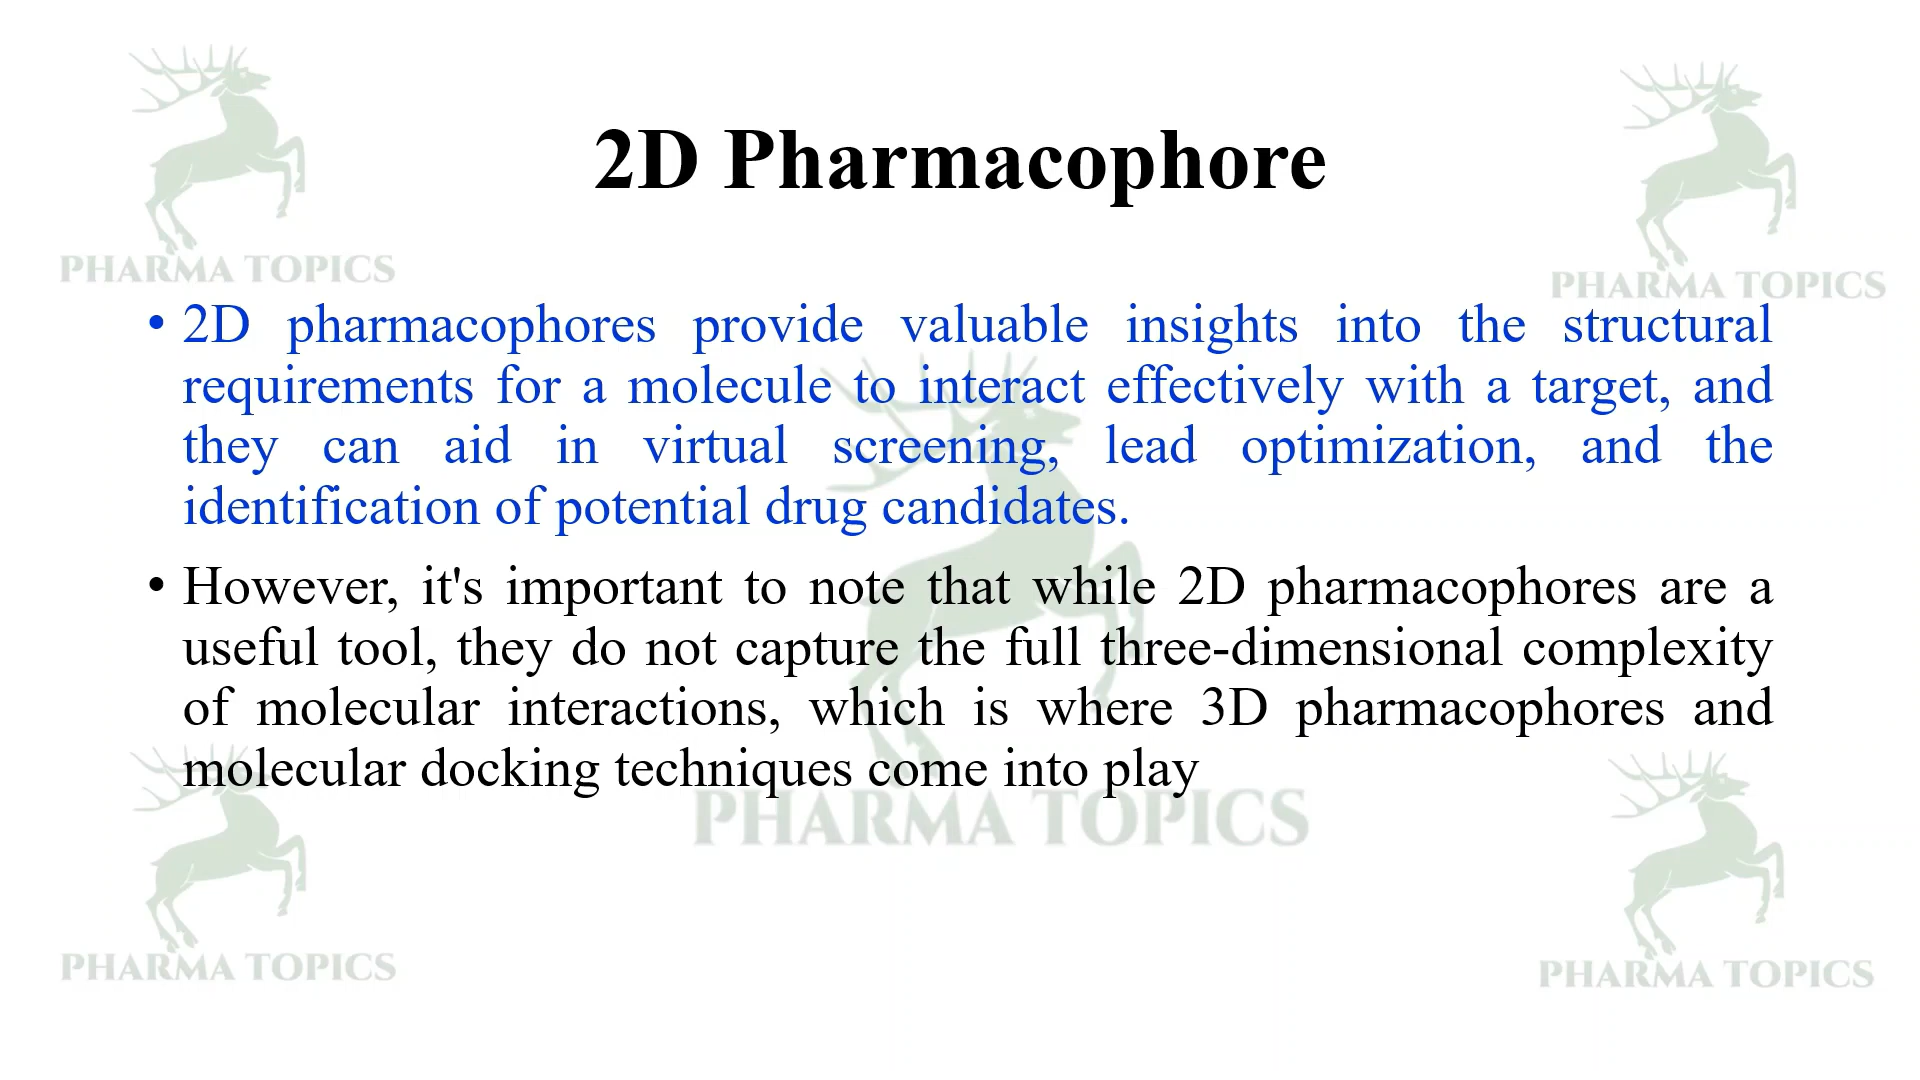 PHARMA TOPICS
PHARMA TOPICS
2D Pharmacophore
• 2D pharmacophores provide valuable insights into the structural
requirements for a molecule to interact effectively with a target, and
they can aid in virtual screening, lead optimization, and the
identification of potential drug candidates.
• However, it's important to note that while 2D pharmacophores are a
useful tool, they do not capture the full three-dimensional complexity
of molecular interactions, which is where 3D pharmacophores and
molecular docking techniques come into play
PHARMA TOPICS
PHARMA TOPICS
PHARMA TOPICS